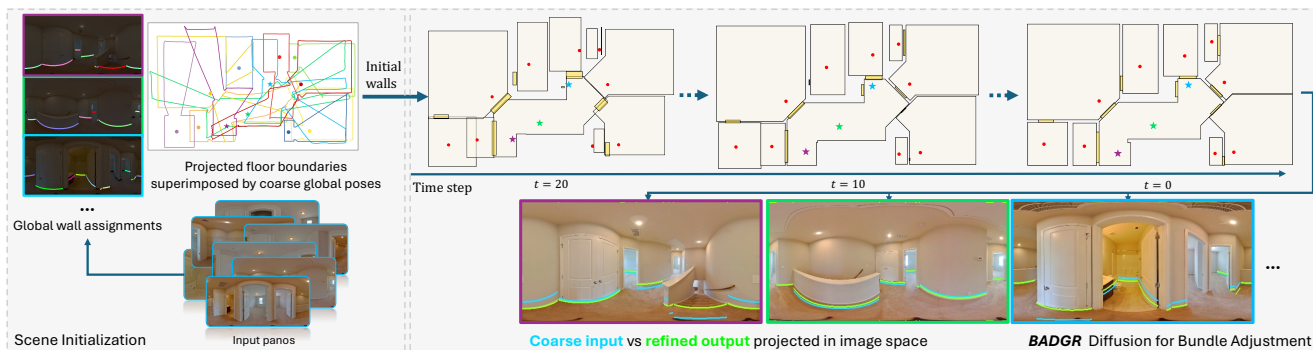 Projected floor boundaries
superimposed by coarse global poses
...
Global wall assignments
Input panos
Scene Initialization
Initial
walls
...
...
Time step
t = 20
t = 10
t = 0
...
Coarse input vs refined output projected in image space
BADGR Diffusion for Bundle Adjustment